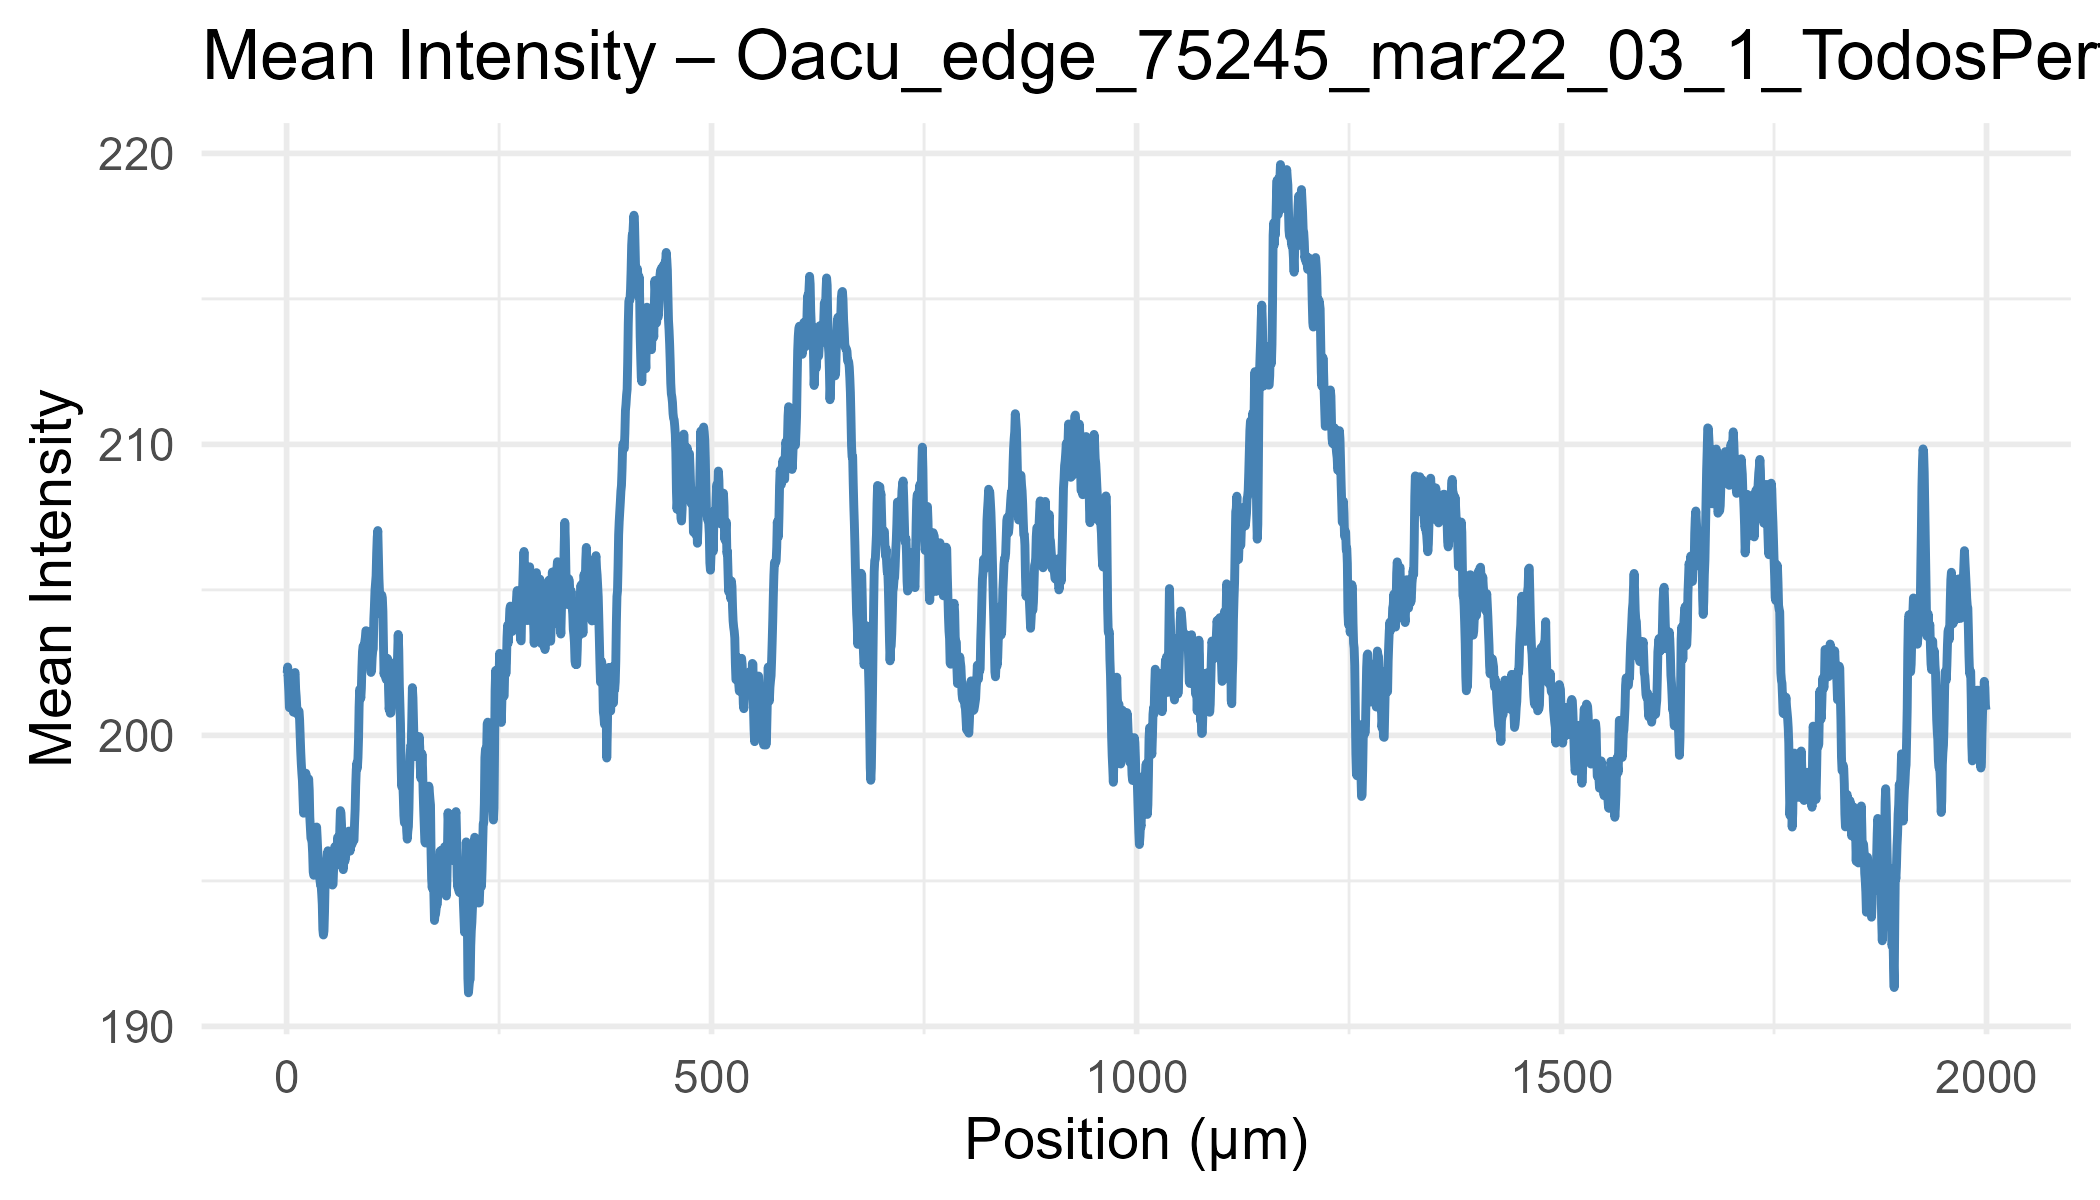 Mean Intensity – Oacu_edge_75245_mar22_03_1_TodosPer
220
210
200
190
Mean Intensity
0 500 1000 1500 2000
Position (µm)